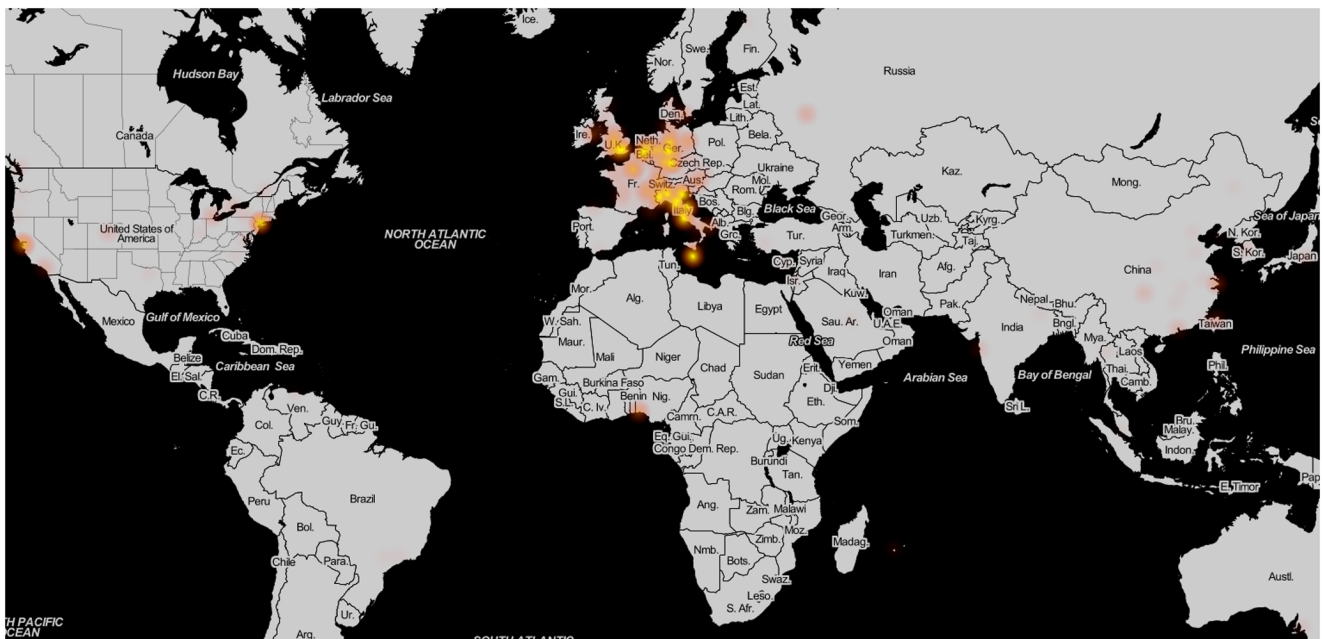 Ice.
Hudson Bay
Labrador Sea
Canada
United States of
America
NORTH ATLANTIC
OCEAN
Mexico
Gulf of Mexico
Cuba
Dom. Rep.
Belize
Caribbean Sea
El Sal.
C.R.
Ven.
Guy.
Fr. Gu.
Col.
Ec.
Peru
Brazil
Bol.
Chile
Para.
Ur.
Arg.
TH PACIFIC
OCEAN
SOUTH ATLANTIC
Nor.
Swe.
Fin.
Russia
Est.
Lat.
Lith.
Den.
Ire.
U.K.
Neth.
Bel.
Ger.
Pol.
Bela.
Czech Rep.
Ukraine
Fr.
Switz.
Aus.
Mol.
Rom.
Bos.
Italy
Blg.
Black Sea
Alb.
Grc.
Port.
Geor.
Arm.
Tur.
Kaz.
Mong.
Uzb.
Kyrg.
Turkmen.
Taj.
Sea of Japan
N. Kor.
S. Kor.
Japan
China
Cyp.
Syria
Isr.
Iraq
Iran
Afg.
Kuw.
Pak.
Nepal
Bhu.
Bngl.
India
Mya.
Taiwan
Laos
Thai.
Camb.
Phil.
Philippine Sea
Tun.
Mor.
Alg.
Libya
Egypt
Sau. Ar.
Oman
U.A.E.
Oman
Red Sea
Yemen
Arabian Sea
Bay of Bengal
Sri L.
W. Sah.
Maur.
Mali
Niger
Chad
Sudan
Erit.
Dji.
Eth.
Som.
Gam.
Gui.
S.L.
Burkina Faso
Benin
Nig.
C. Iv.
Camrn.
C.A.R.
Eq. Gui.
Congo
Dem. Rep.
Ug.
Kenya
Burundi
Tan.
Ang.
Zam.
Malawi
Moz.
Zimb.
Nmb.
Bots.
Madag.
Swaz.
Leso.
S. Afr.
Bru.
Malay.
Indon.
E. Timor
Pap
Austl.